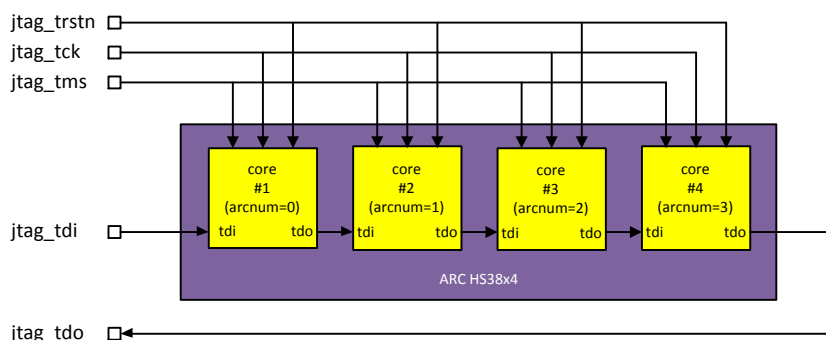 jtag_trstn
jtag_tck
jtag_tms
core
#1
(arcnum=0)
tdi tdo
core
#2
(arcnum=1)
tdi tdo
core
#3
(arcnum=2)
tdi tdo
core
#4
(arcnum=3)
tdi tdo
jtag_tdi
ARC HS38x4
jtag_tdo